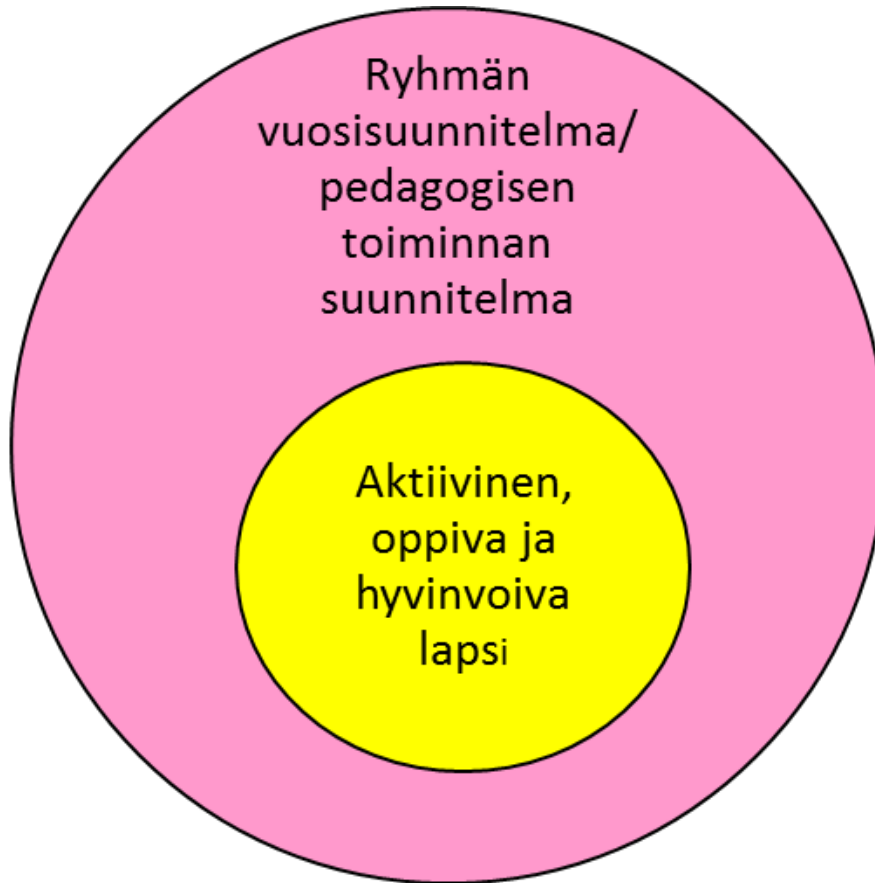 Ryhmän
vuosisuunnitelma/
pedagogisen
toiminnan
suunnitelma
Aktiivinen,
oppiva ja
hyvinvoiva
lapsi